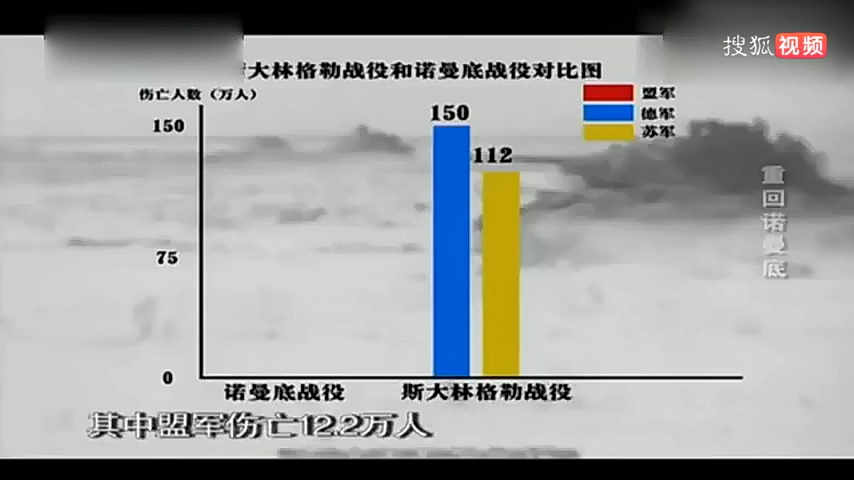 搜狐视频
大林格勒战役和诺曼底战役对比图
伤亡人数（万人）
盟军
德军
苏军
150
150
112
75
0
诺曼底战役
斯大林格勒战役
重回诺曼底
其中盟军伤亡12.2万人